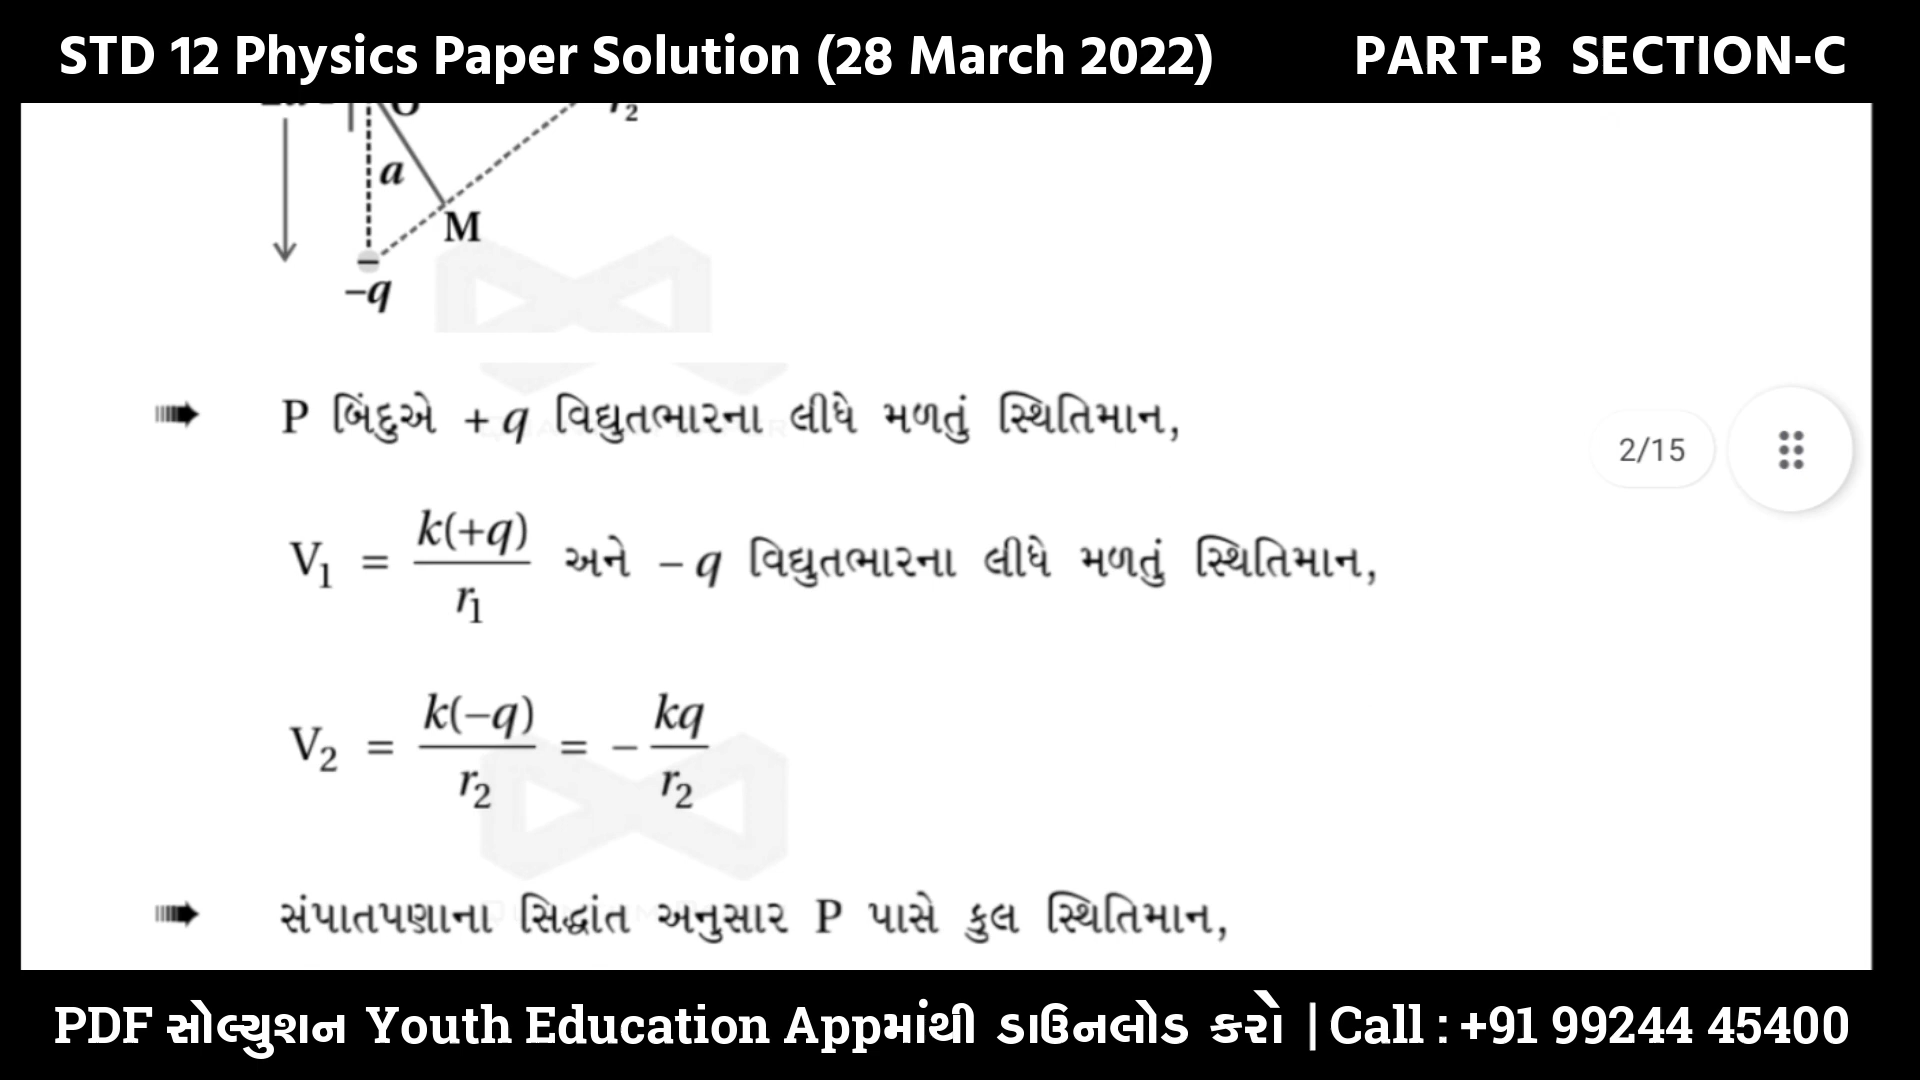 STD 12 Physics Paper Solution (28 March 2022) PART-B SECTION-C
O
r2
a
M
–q
P બિંદુએ + q વિદ્યુતભારના લીધે મળતું સ્થિતિમાન,
2/15
V1 = k(+q)/r1 અને – q વિદ્યુતભારના લીધે મળતું સ્થિતિમાન,
V2 = k(–q)/r2 = – kq/r2
સંપાતપણાના સિદ્ધાંત અનુસાર P પાસે કુલ સ્થિતિમાન,
PDF સોલ્યુશન Youth Education Appમાંથી ડાઉનલોડ કરો | Call : +91 99244 45400